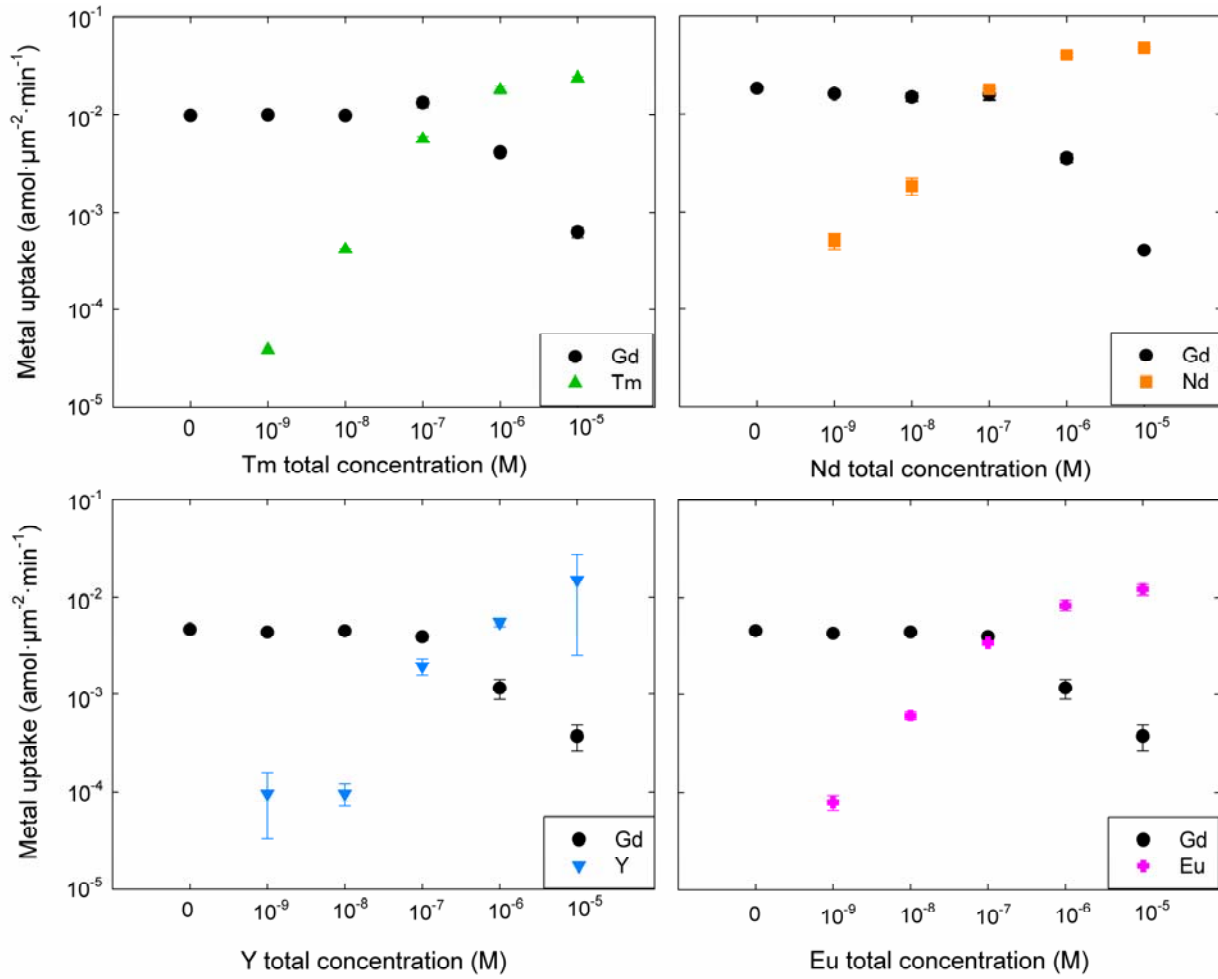 Metal uptake (amol·µm⁻²·min⁻¹)
10⁻¹
10⁻²
10⁻³
10⁻⁴
10⁻⁵
Gd
Tm
0 10⁻⁹ 10⁻⁸ 10⁻⁷ 10⁻⁶ 10⁻⁵
Tm total concentration (M)
Gd
Nd
0 10⁻⁹ 10⁻⁸ 10⁻⁷ 10⁻⁶ 10⁻⁵
Nd total concentration (M)
Metal uptake (amol·µm⁻²·min⁻¹)
10⁻¹
10⁻²
10⁻³
10⁻⁴
10⁻⁵
Gd
Y
0 10⁻⁹ 10⁻⁸ 10⁻⁷ 10⁻⁶ 10⁻⁵
Y total concentration (M)
Gd
Eu
0 10⁻⁹ 10⁻⁸ 10⁻⁷ 10⁻⁶ 10⁻⁵
Eu total concentration (M)